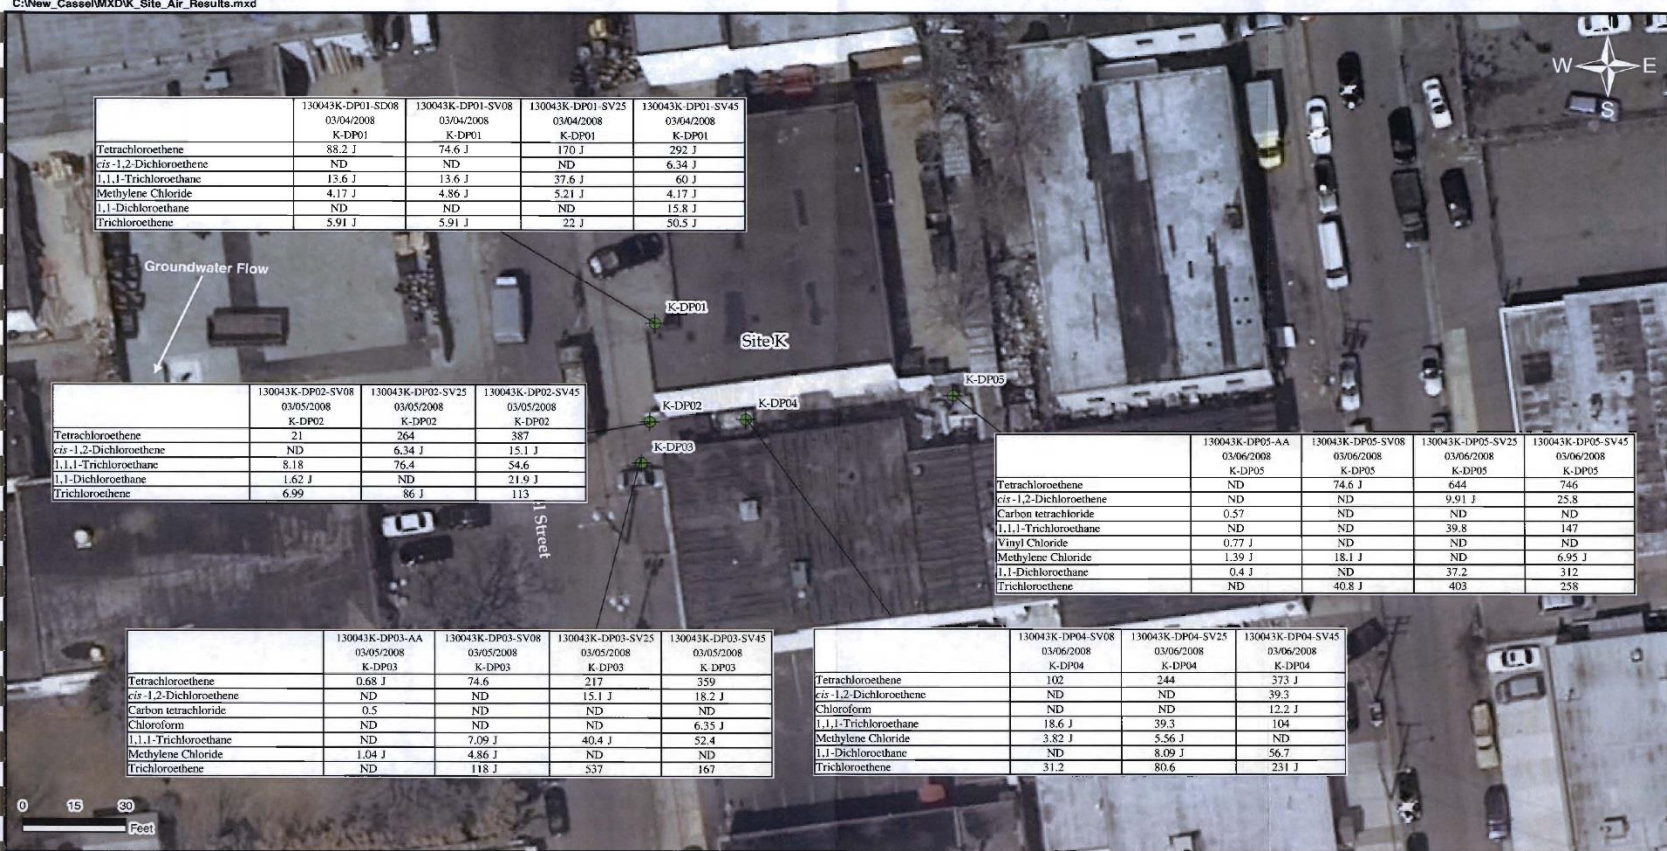 C:\New_Cassel\MXD\K_Site_Air_Results.mxd
W E
S
130043K-DP01-SD08 130043K-DP01-SV08 130043K-DP01-SV25 130043K-DP01-SV45
03/04/2008 03/04/2008 03/04/2008 03/04/2008
K-DP01 K-DP01 K-DP01 K-DP01
Tetrachloroethene 88.2 J 74.6 J 170 J 292 J
cis-1,2-Dichloroethene ND ND ND 6.34 J
1,1,1-Trichloroethane 13.6 J 13.6 J 37.6 J 60 J
Methylene Chloride 4.17 J 4.86 J 5.21 J 4.17 J
1,1-Dichloroethane ND ND ND 15.8 J
Trichloroethene 5.91 J 5.91 J 22 J 50.5 J
Groundwater Flow
K-DP01
Site K
K-DP05
K-DP02
K-DP04
K-DP03
130043K-DP02-SV08 130043K-DP02-SV25 130043K-DP02-SV45
03/05/2008 03/05/2008 03/05/2008
K-DP02 K-DP02 K-DP02
Tetrachloroethene 21 264 387
cis-1,2-Dichloroethene ND 6.34 J 15.1 J
1,1,1-Trichloroethane 8.18 76.4 54.6
1,1-Dichloroethane 1.62 J ND 21.9 J
Trichloroethene 6.99 86 J 113
Street
130043K-DP05-AA 130043K-DP05-SV08 130043K-DP05-SV25 130043K-DP05-SV45
03/06/2008 03/06/2008 03/06/2008 03/06/2008
K-DP05 K-DP05 K-DP05 K-DP05
Tetrachloroethene ND 74.6 J 644 746
cis-1,2-Dichloroethene ND ND 9.91 J 25.8
Carbon tetrachloride 0.57 ND ND ND
1,1,1-Trichloroethane ND ND 39.8 147
Vinyl Chloride 0.77 J ND ND ND
Methylene Chloride 1.39 J 18.1 J ND 6.95 J
1,1-Dichloroethane 0.4 J ND 37.2 312
Trichloroethene ND 40.8 J 403 258
130043K-DP03-AA 130043K-DP03-SV08 130043K-DP03-SV25 130043K-DP03-SV45
03/05/2008 03/05/2008 03/05/2008 03/05/2008
K-DP03 K-DP03 K-DP03 K-DP03
Tetrachloroethene 0.68 J 74.6 217 359
cis-1,2-Dichloroethene ND ND 15.1 J 18.2 J
Carbon tetrachloride 0.5 ND ND ND
Chloroform ND ND ND 6.35 J
1,1,1-Trichloroethane ND 7.09 J 40.4 J 52.4
Methylene Chloride 1.04 J 4.86 J ND ND
Trichloroethene ND 118 J 537 167
130043K-DP04-SV08 130043K-DP04-SV25 130043K-DP04-SV45
03/06/2008 03/06/2008 03/06/2008
K-DP04 K-DP04 K-DP04
Tetrachloroethene 102 244 373 J
cis-1,2-Dichloroethene ND ND 39.3
Chloroform ND ND 12.2 J
1,1,1-Trichloroethane 18.6 J 39.3 104
Methylene Chloride 3.82 J 5.56 J ND
1,1-Dichloroethane ND 8.09 J 56.7
Trichloroethene 31.2 80.6 231 J
0 15 30
Feet